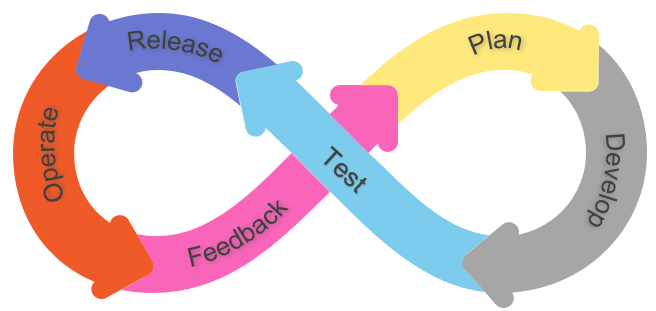 Release
Plan
Operate
Develop
Test
Feedback